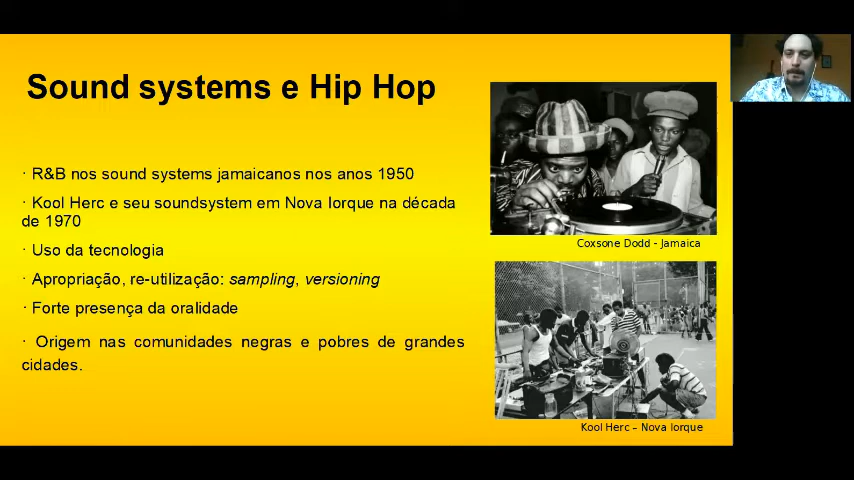 Sound systems e Hip Hop
· R&B nos sound systems jamaicanos nos anos 1950
· Kool Herc e seu soundsystem em Nova Iorque na década
de 1970
· Uso da tecnologia
· Apropriação, re-utilização: sampling, versioning
· Forte presença da oralidade
· Origem nas comunidades negras e pobres de grandes
cidades.
Coxsone Dodd - Jamaica
Kool Herc – Nova Iorque